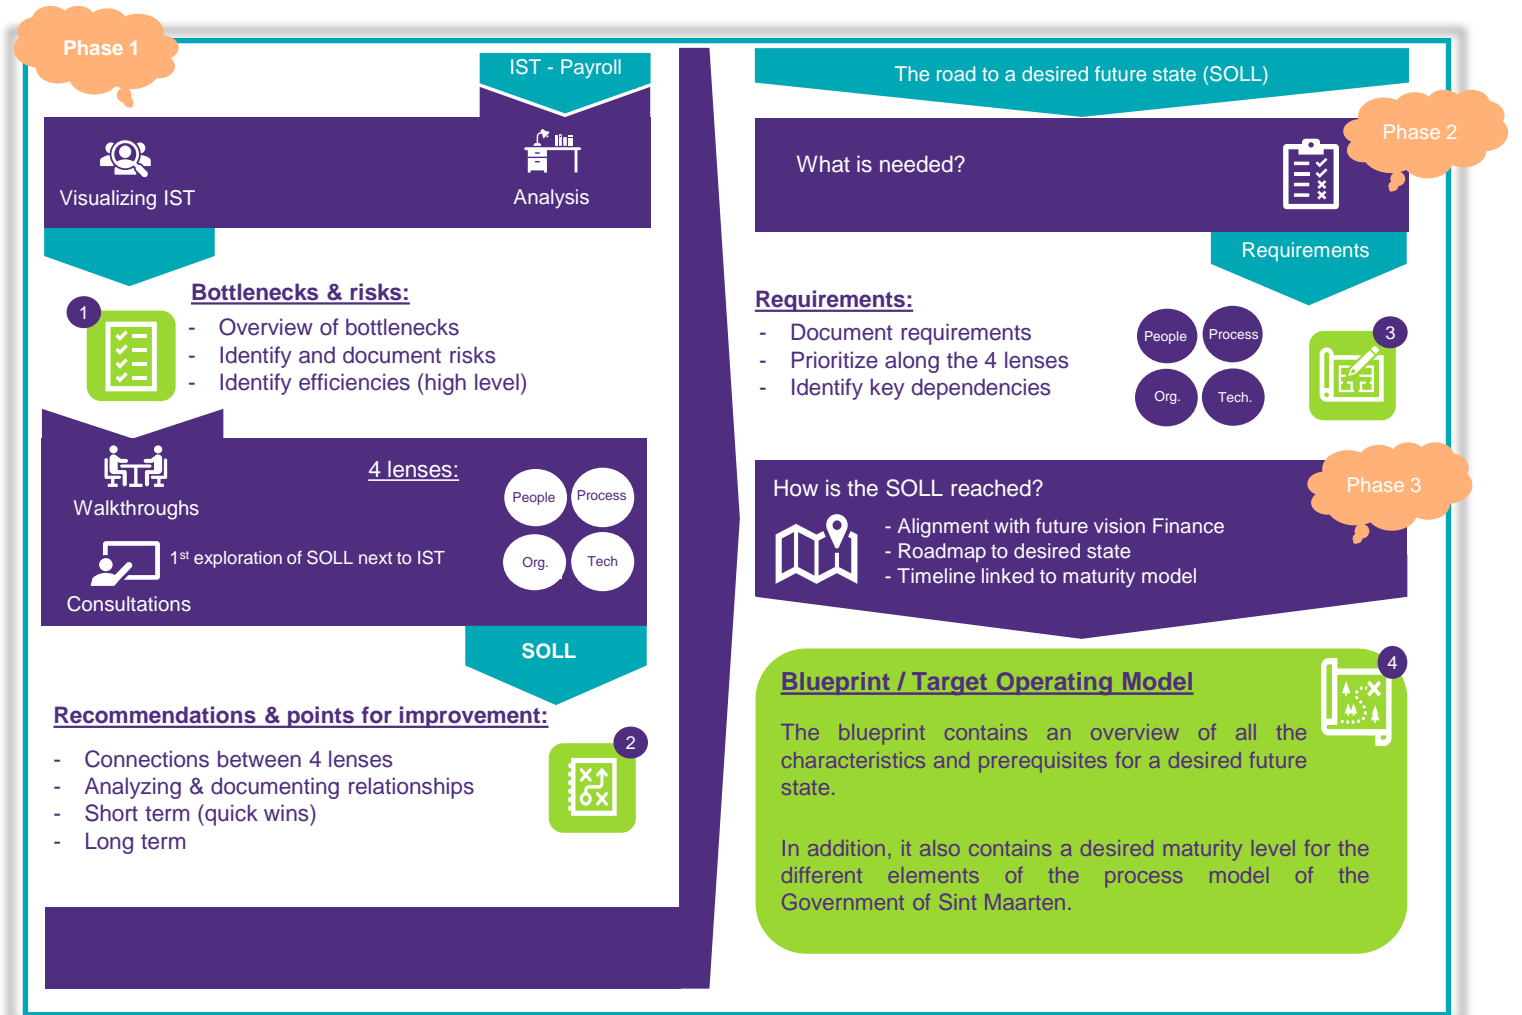 Phase 1
IST - Payroll
Visualizing IST
Analysis
1
Bottlenecks & risks:
- Overview of bottlenecks
- Identify and document risks
- Identify efficiencies (high level)
Walkthroughs
4 lenses:
People
Process
Org.
Tech
1st exploration of SOLL next to IST
Consultations
SOLL
Recommendations & points for improvement:
2
- Connections between 4 lenses
- Analyzing & documenting relationships
- Short term (quick wins)
- Long term
The road to a desired future state (SOLL)
Phase 2
What is needed?
Requirements
Requirements:
- Document requirements
- Prioritize along the 4 lenses
- Identify key dependencies
People
Process
Org.
Tech.
3
Phase 3
How is the SOLL reached?
- Alignment with future vision Finance
- Roadmap to desired state
- Timeline linked to maturity model
4
Blueprint / Target Operating Model
The blueprint contains an overview of all the
characteristics and prerequisites for a desired future
state.
In addition, it also contains a desired maturity level for the
different elements of the process model of the
Government of Sint Maarten.